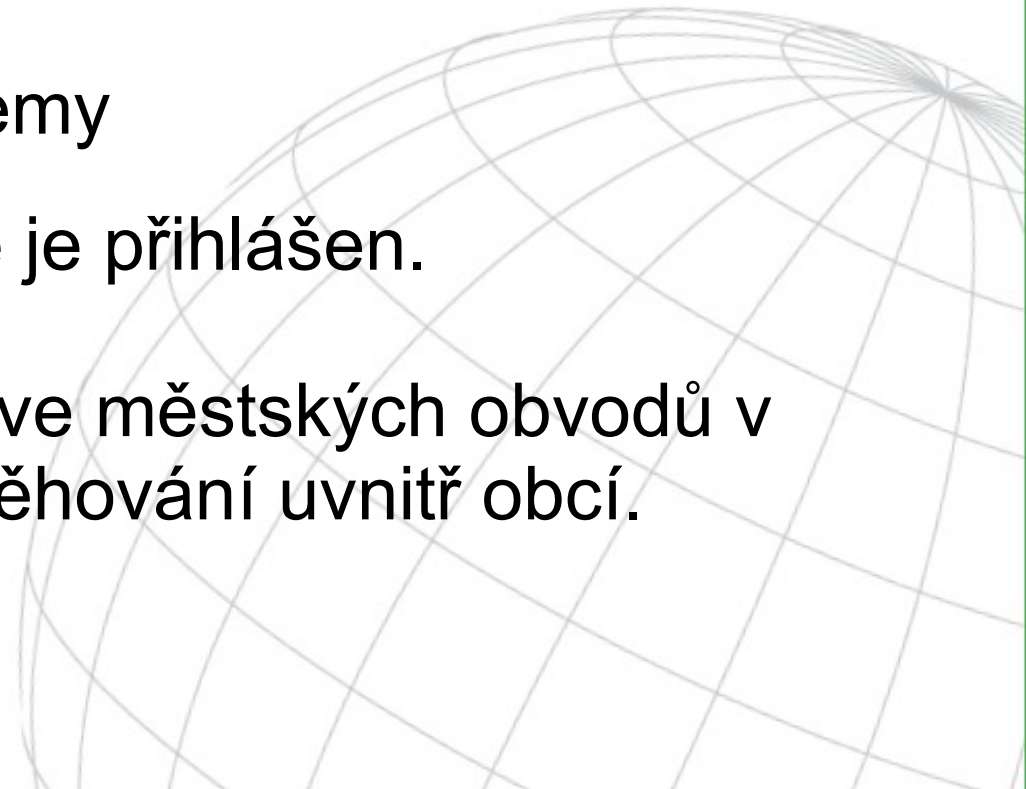 emy
je přihlášen.
ve městských obvodů v
ěhování uvnitř obcí.